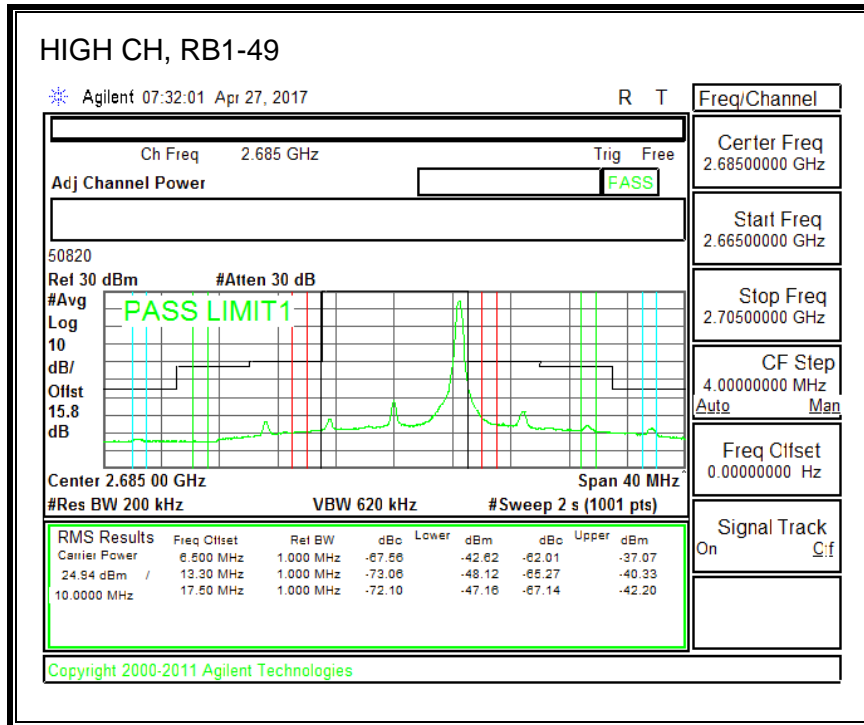 HIGH CH, RB1-49
Agilent 07:32:01 Apr 27, 2017 R T
Freq/Channel
Ch Freq 2.685 GHz Trig Free
Adj Channel Power PASS
Center Freq
2.68500000 GHz
Start Freq
2.66500000 GHz
Stop Freq
2.70500000 GHz
CF Step
4.00000000 MHz
Auto Man
Freq Offset
0.00000000 Hz
Signal Track
On Off
50820
Ref 30 dBm #Atten 30 dB
#Avg
Log
10
dB/
Offst
15.8
dB
PASS LIMIT1
Center 2.685 00 GHz Span 40 MHz
#Res BW 200 kHz VBW 620 kHz #Sweep 2 s (1001 pts)
RMS Results Freq Offset Ref BW dBc Lower dBm dBc Upper dBm
Carrier Power 6.500 MHz 1.000 MHz -67.56 -42.62 -62.01 -37.07
24.94 dBm / 13.30 MHz 1.000 MHz -73.06 -48.12 -65.27 -40.33
10.0000 MHz 17.50 MHz 1.000 MHz -72.10 -47.16 -67.14 -42.20
Copyright 2000-2011 Agilent Technologies